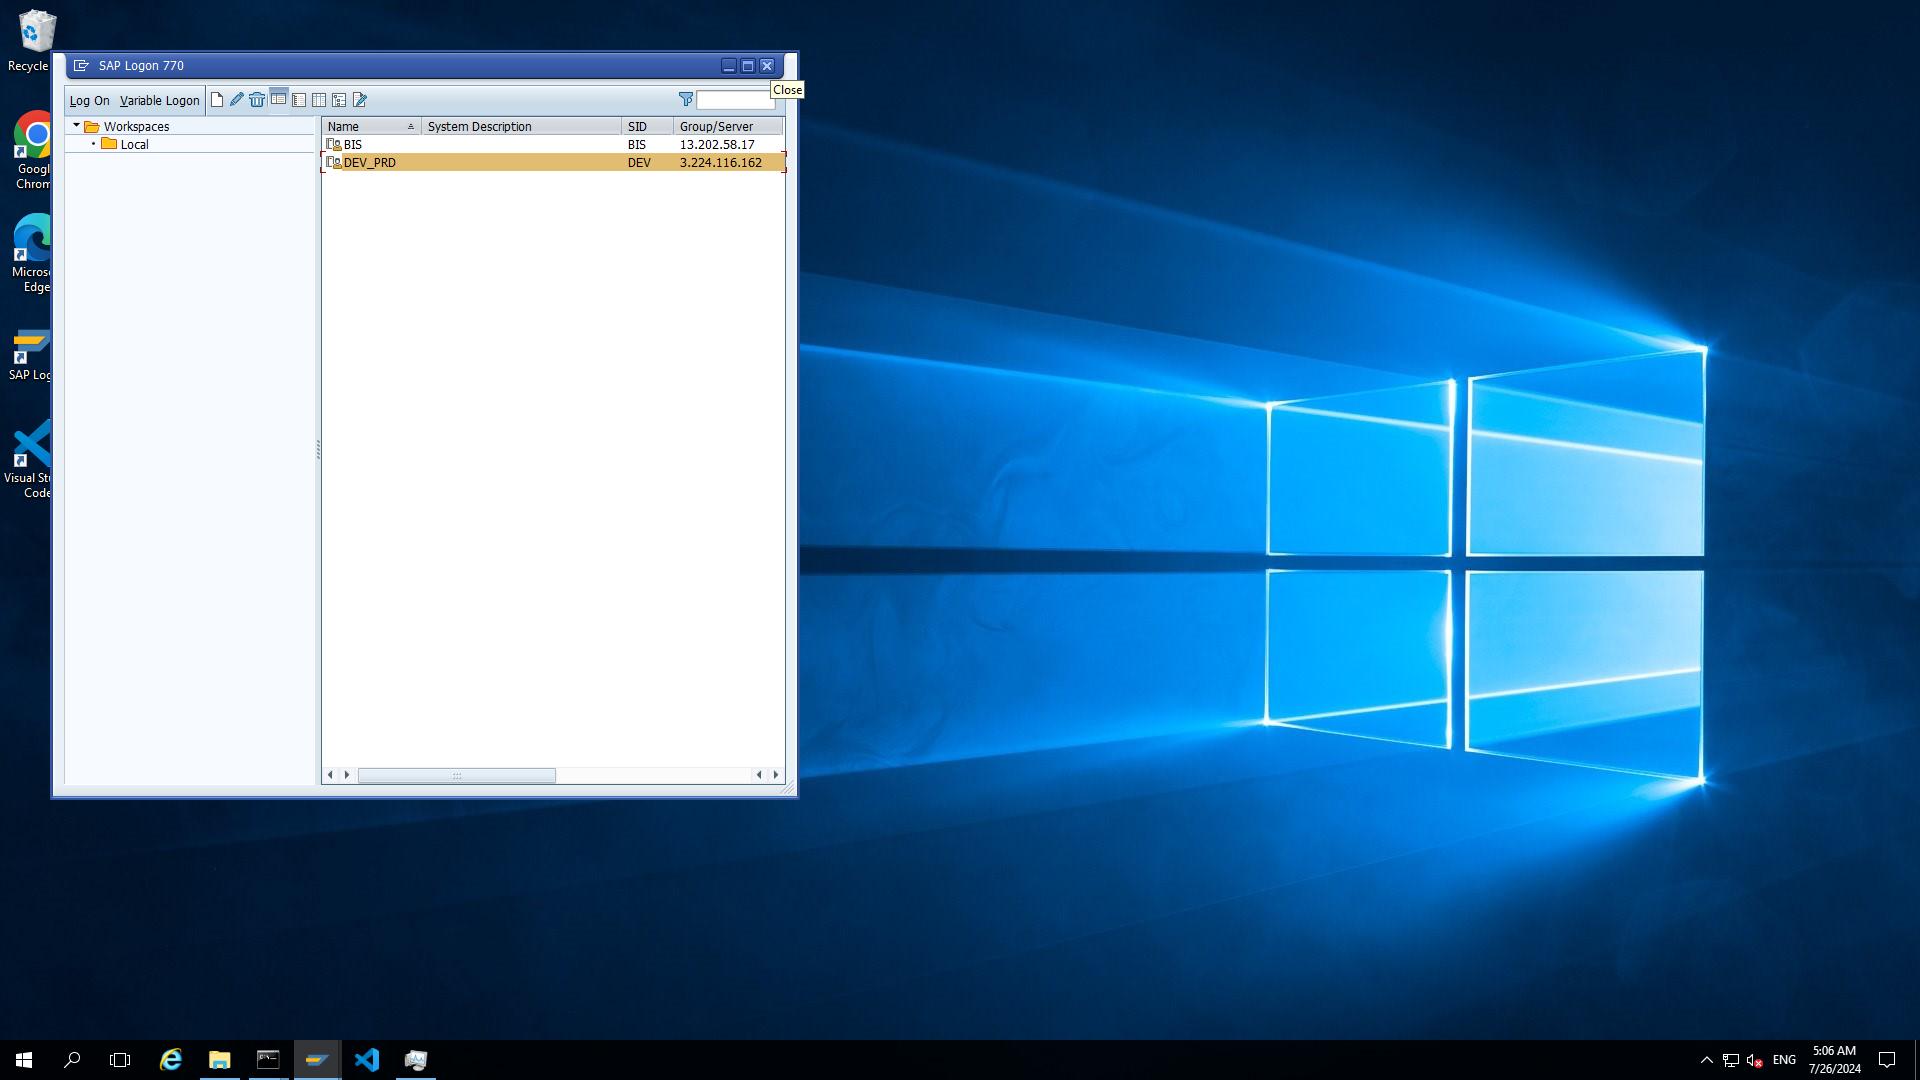 Recycle
SAP Logon 770
Close
Log On Variable Logon
Workspaces
Local
Name System Description SID Group/Server
BIS BIS 13.202.58.17
DEV_PRD DEV 3.224.116.162
Google
Chrom
Micros
Edge
SAP Log
Visual Stu
Code
ENG
5:06 AM
7/26/2024